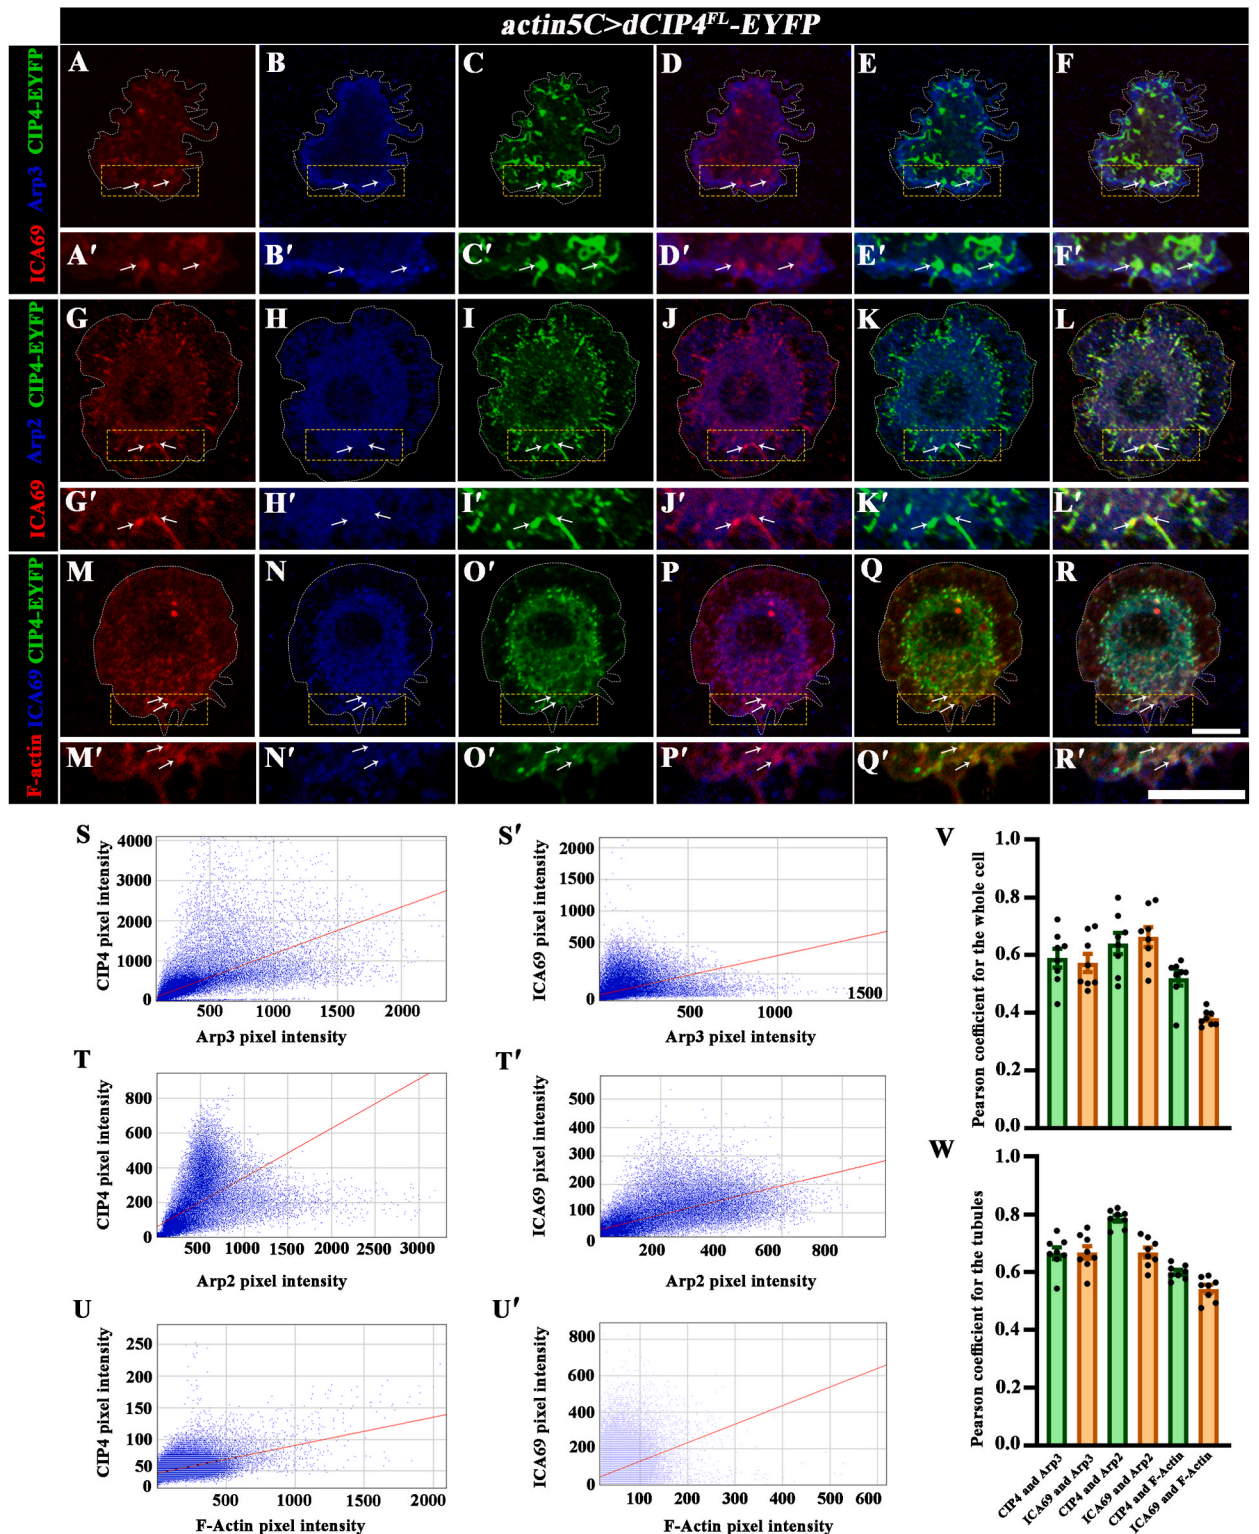 actin5C>dCIP4FL-EYFP
ICA69 Arp3 CIP4-EYFP
A B C D E F
A′ B′ C′ D′ E′ F′
ICA69 Arp2 CIP4-EYFP
G H I J K L
G′ H′ I′ J′ K′ L′
F-actin ICA69 CIP4-EYFP
M N O′ P Q R
M′ N′ O′ P′ Q′ R′
S
CIP4 pixel intensity
4000
3000
2000
1000
0
500 1000 1500 2000
Arp3 pixel intensity
S′
ICA69 pixel intensity
2000
1500
1000
500
0
500 1000 1500
Arp3 pixel intensity
T
CIP4 pixel intensity
800
600
400
200
0
500 1000 1500 2000 2500 3000
Arp2 pixel intensity
T′
ICA69 pixel intensity
500
400
300
200
100
0
200 400 600 800
Arp2 pixel intensity
U
CIP4 pixel intensity
250
200
150
100
50
0
500 1000 1500 2000
F-Actin pixel intensity
U′
ICA69 pixel intensity
800
600
400
200
0
100 200 300 400 500 600
F-Actin pixel intensity
V
Pearson coefficient for the whole cell
1.0
0.8
0.6
0.4
0.2
0.0
W
Pearson coefficient for the tubules
1.0
0.8
0.6
0.4
0.2
0.0
CIP4 and Arp3
ICA69 and Arp3
CIP4 and Arp2
ICA69 and Arp2
CIP4 and F-Actin
ICA69 and F-Actin